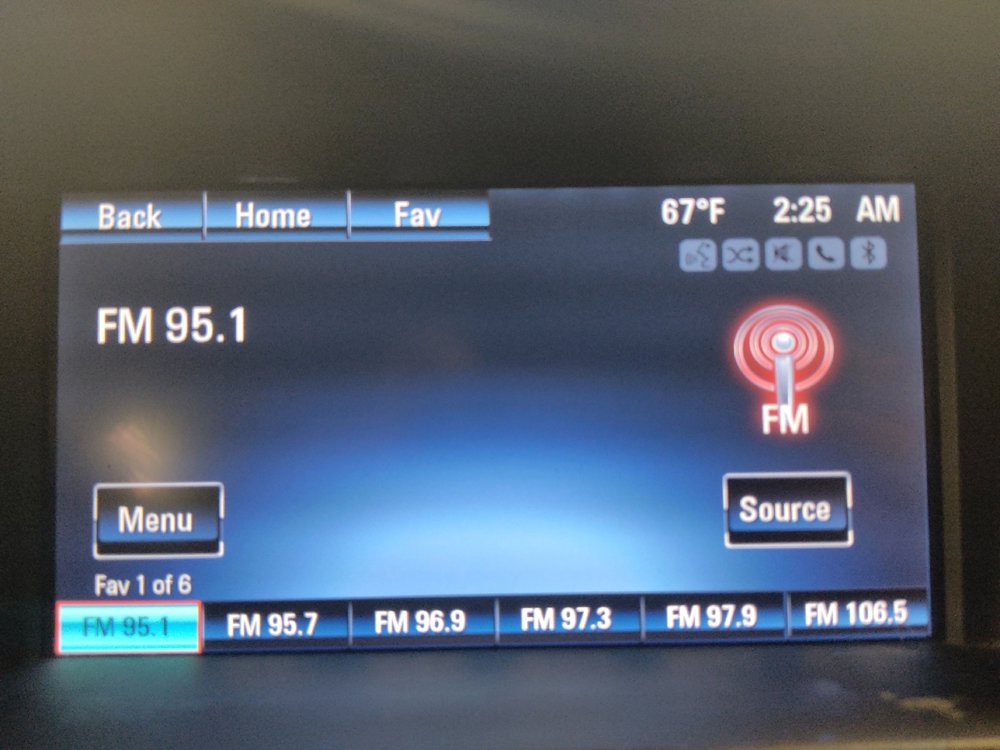 Back Home Fav 67°F 2:25 AM
FM 95.1
FM
Menu Source
Fav 1 of 6
FM 95.1 FM 95.7 FM 96.9 FM 97.3 FM 97.9 FM 106.5